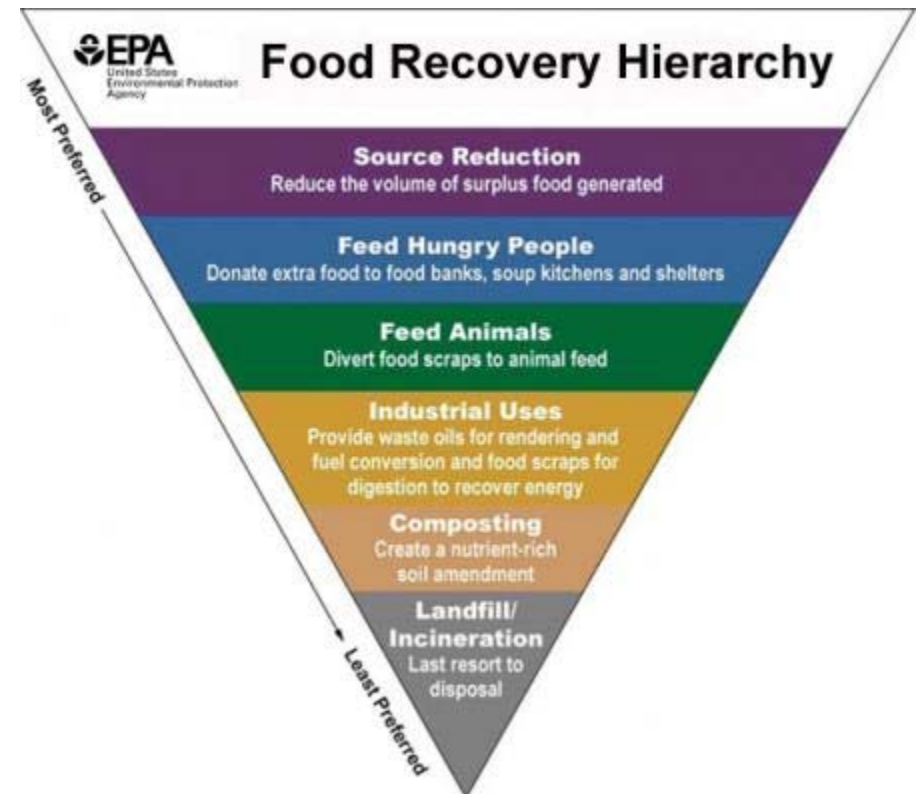 EPA
United States
Environmental Protection
Agency
Food Recovery Hierarchy
Most Preferred
Source Reduction
Reduce the volume of surplus food generated
Feed Hungry People
Donate extra food to food banks, soup kitchens and shelters
Feed Animals
Divert food scraps to animal feed
Industrial Uses
Provide waste oils for rendering and
fuel conversion and food scraps for
digestion to recover energy
Composting
Create a nutrient-rich
soil amendment
Landfill/
Incineration
Last resort to
disposal
Least Preferred